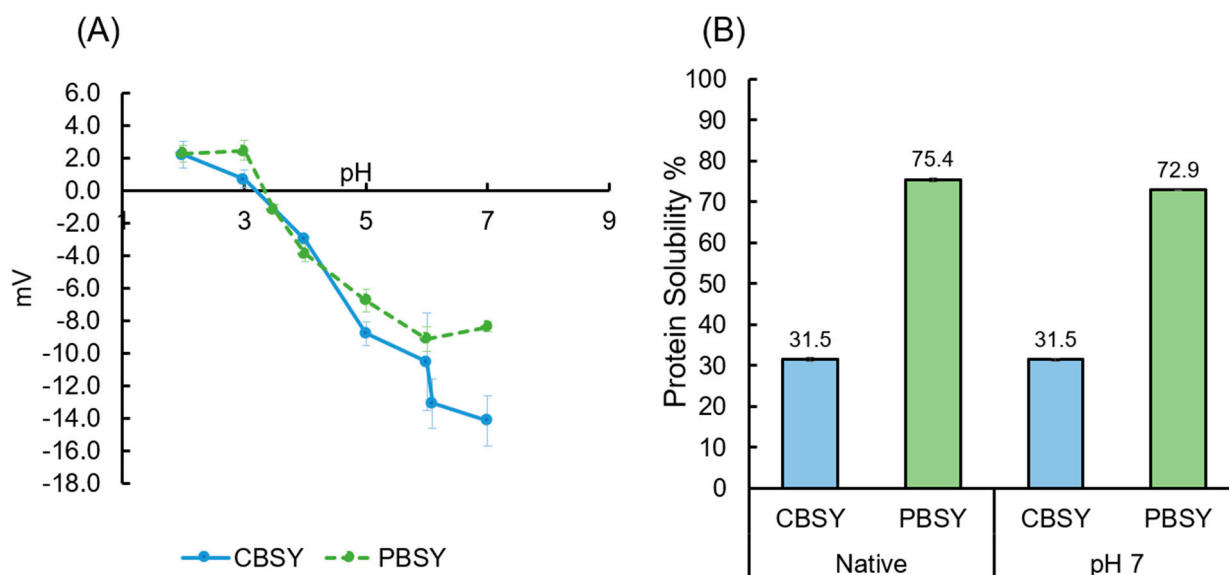 (A)
6.0
4.0
2.0
0.0
-2.0
-4.0
-6.0
-8.0
-10.0
-12.0
-14.0
-16.0
-18.0
mV
pH
1 3 5 7 9
CBSY PBSY
(B)
Protein Solubility %
100
90
80
70
60
50
40
30
20
10
0
31.5 75.4 31.5 72.9
CBSY PBSY CBSY PBSY
Native pH 7